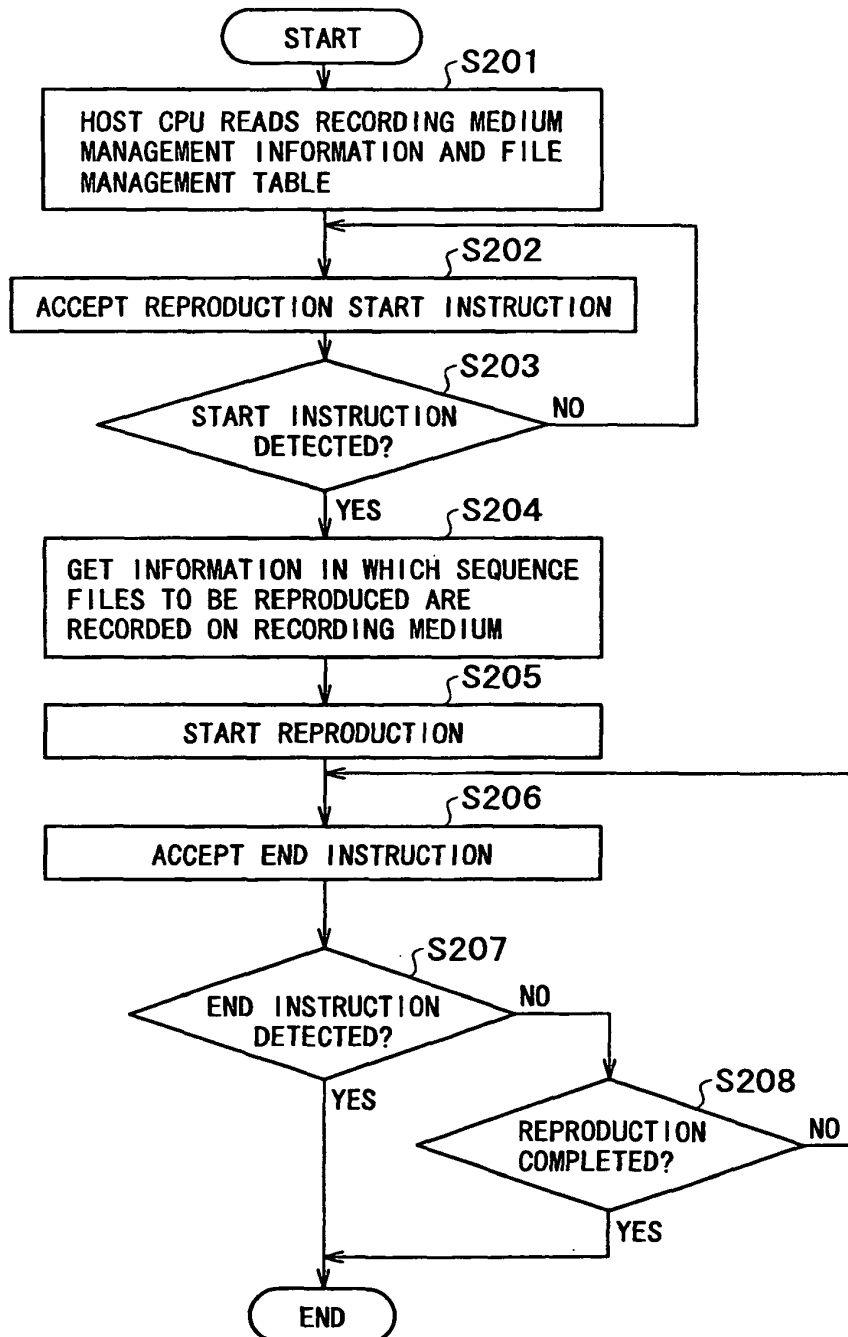 START
S201
HOST CPU READS RECORDING MEDIUM
MANAGEMENT INFORMATION AND FILE
MANAGEMENT TABLE
S202
ACCEPT REPRODUCTION START INSTRUCTION
S203
START INSTRUCTION
DETECTED?
NO
YES
S204
GET INFORMATION IN WHICH SEQUENCE
FILES TO BE REPRODUCED ARE
RECORDED ON RECORDING MEDIUM
S205
START REPRODUCTION
S206
ACCEPT END INSTRUCTION
S207
END INSTRUCTION
DETECTED?
NO
YES
S208
REPRODUCTION
COMPLETED?
NO
YES
END